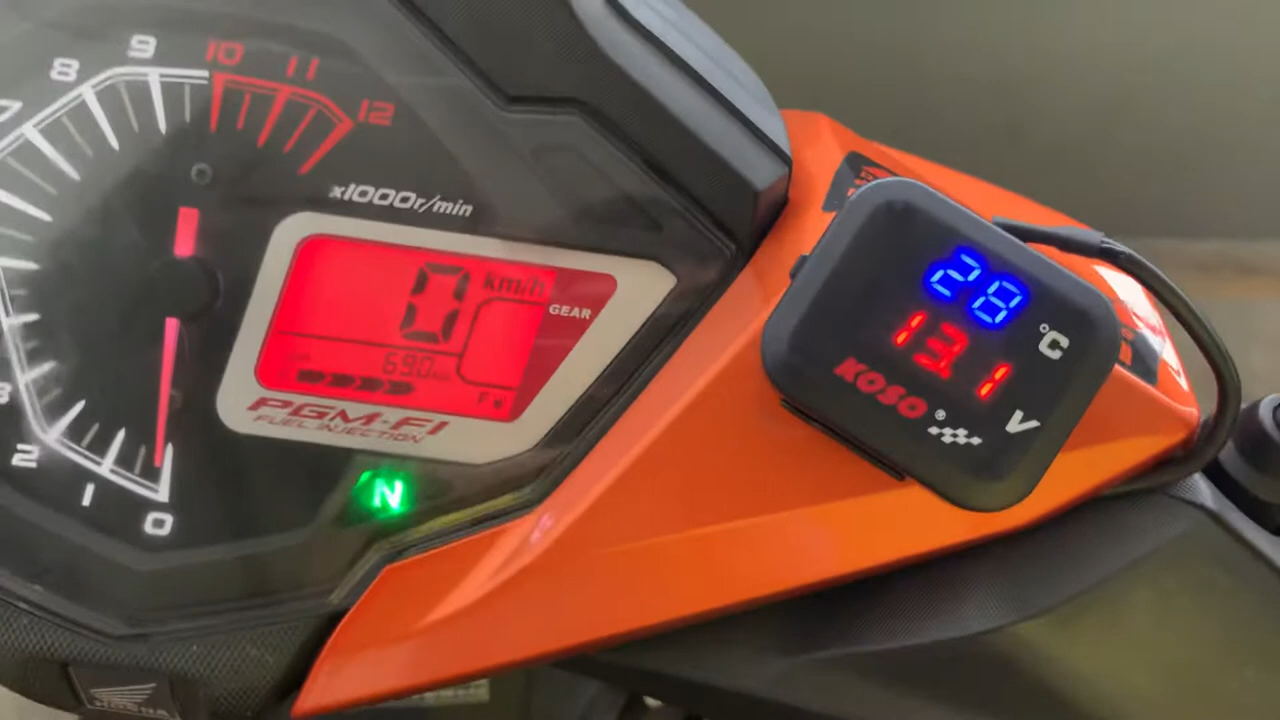 9
8
10
11
12
x1000r/min
0 km/h
GEAR
690
F
PGM-FI
FUEL INJECTION
N
2
1
0
28 °C
13.1 V
KOSO®
HONDA